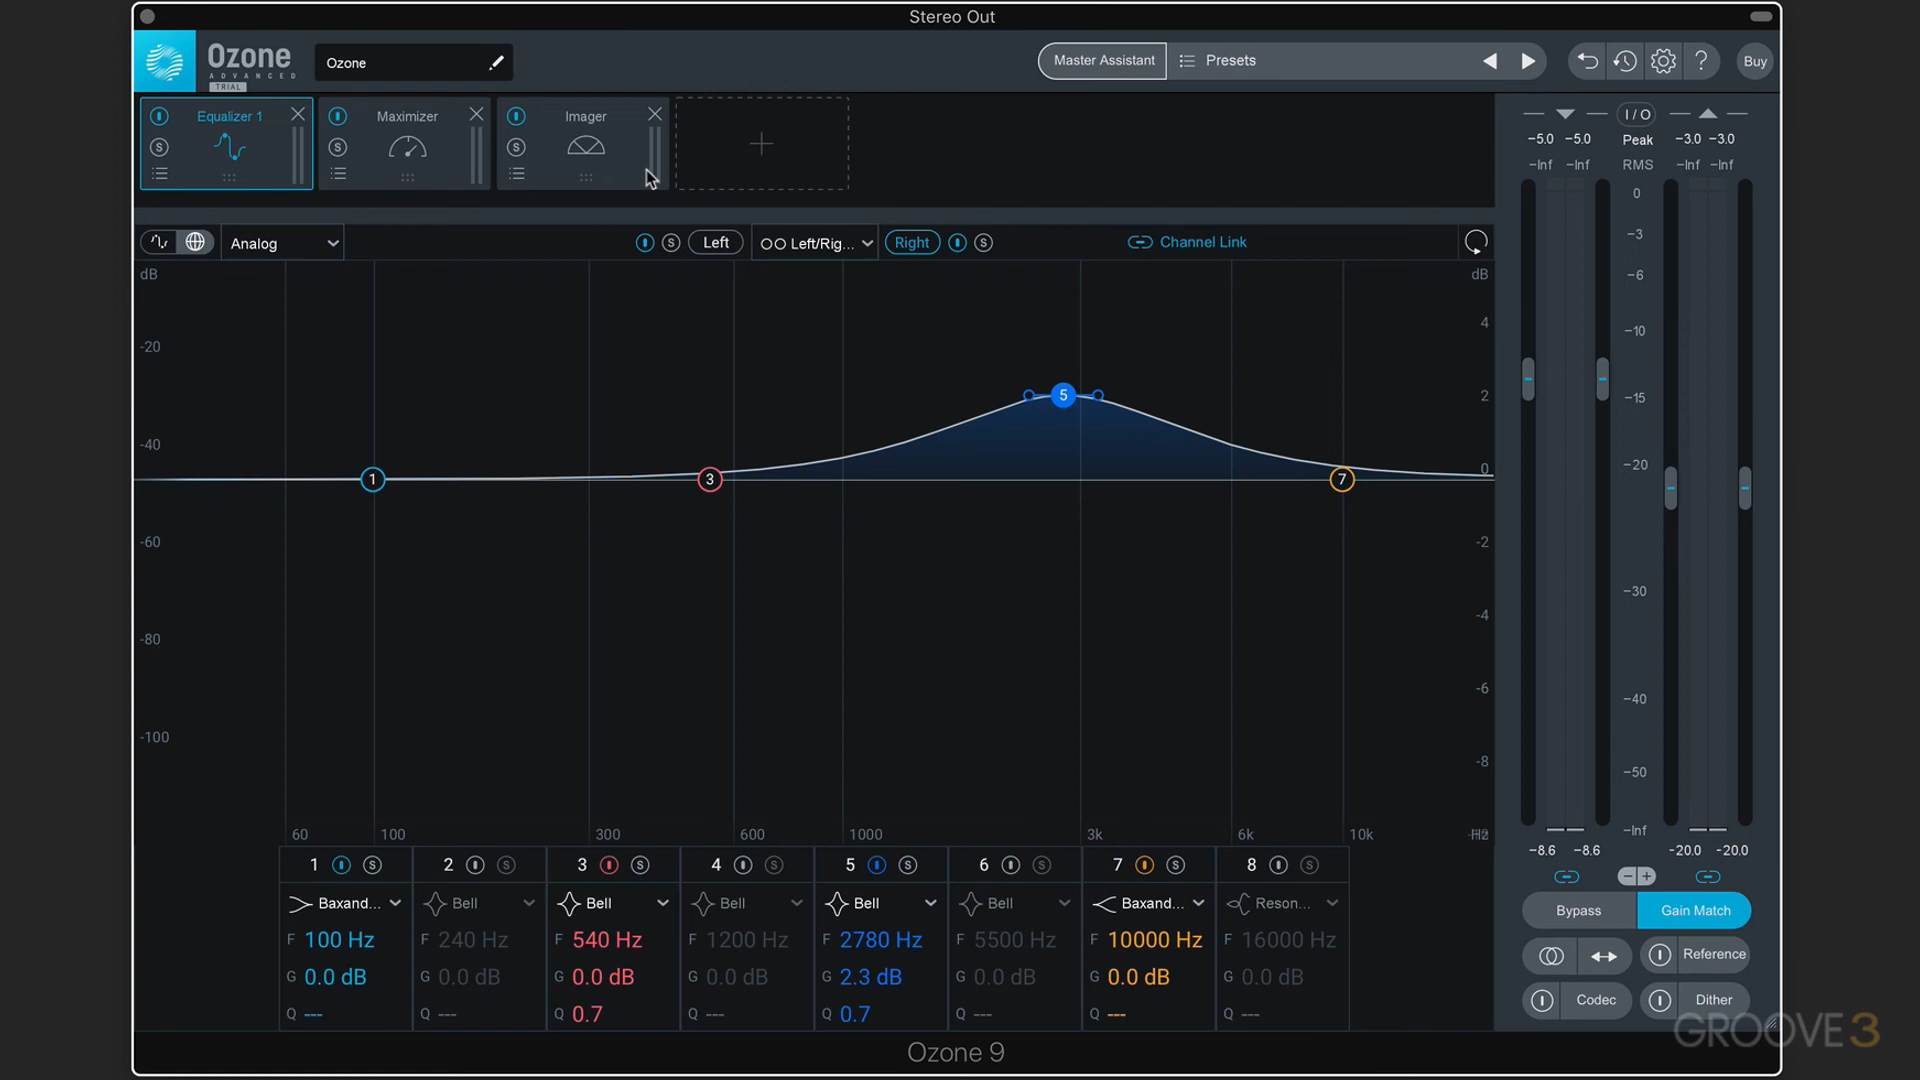 Stereo Out
Ozone
ADVANCED
TRIAL
Ozone
Master Assistant
Presets
?
Buy
Equalizer 1
S
Maximizer
S
Imager
S
+
I / O
-5.0 -5.0 Peak -3.0 -3.0
-Inf -Inf RMS -Inf -Inf
Analog
S Left
Left/Rig...
Right S
Channel Link
dB
-20
-40
-60
-80
-100
dB
4
2
0
-2
-4
-6
-8
1
3
5
7
60 100 300 600 1000 3k 6k 10k
0
-3
-6
-10
-15
-20
-30
-40
-50
-Inf
-8.6 -8.6 -20.0 -20.0
1 S 2 S 3 S 4 S 5 S 6 S 7 S 8 S
Baxand... Bell Bell Bell Bell Bell Baxand... Reson...
F 100 Hz F 240 Hz F 540 Hz F 1200 Hz F 2780 Hz F 5500 Hz F 10000 Hz F 16000 Hz
G 0.0 dB G 0.0 dB G 0.0 dB G 0.0 dB G 2.3 dB G 0.0 dB G 0.0 dB G 0.0 dB
Q --- Q --- Q 0.7 Q --- Q 0.7 Q --- Q --- Q ---
Bypass Gain Match
Reference
Codec Dither
GROOVE 3
Ozone 9